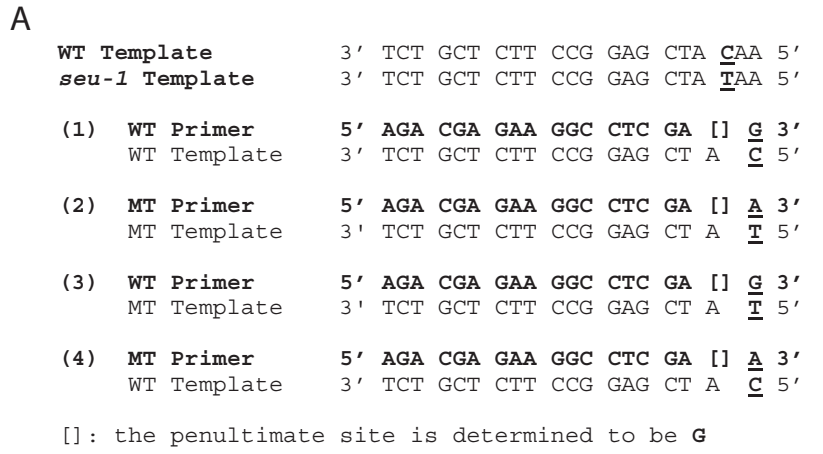 A
WT Template 3′ TCT GCT CTT CCG GAG CTA CAA 5′
seu-1 Template 3′ TCT GCT CTT CCG GAG CTA TAA 5′
(1) WT Primer 5′ AGA CGA GAA GGC CTC GA [] G 3′
WT Template 3′ TCT GCT CTT CCG GAG CT A C 5′
(2) MT Primer 5′ AGA CGA GAA GGC CTC GA [] A 3′
MT Template 3' TCT GCT CTT CCG GAG CT A T 5′
(3) WT Primer 5′ AGA CGA GAA GGC CTC GA [] G 3′
MT Template 3' TCT GCT CTT CCG GAG CT A T 5′
(4) MT Primer 5′ AGA CGA GAA GGC CTC GA [] A 3′
WT Template 3′ TCT GCT CTT CCG GAG CT A C 5′
[]: the penultimate site is determined to be G